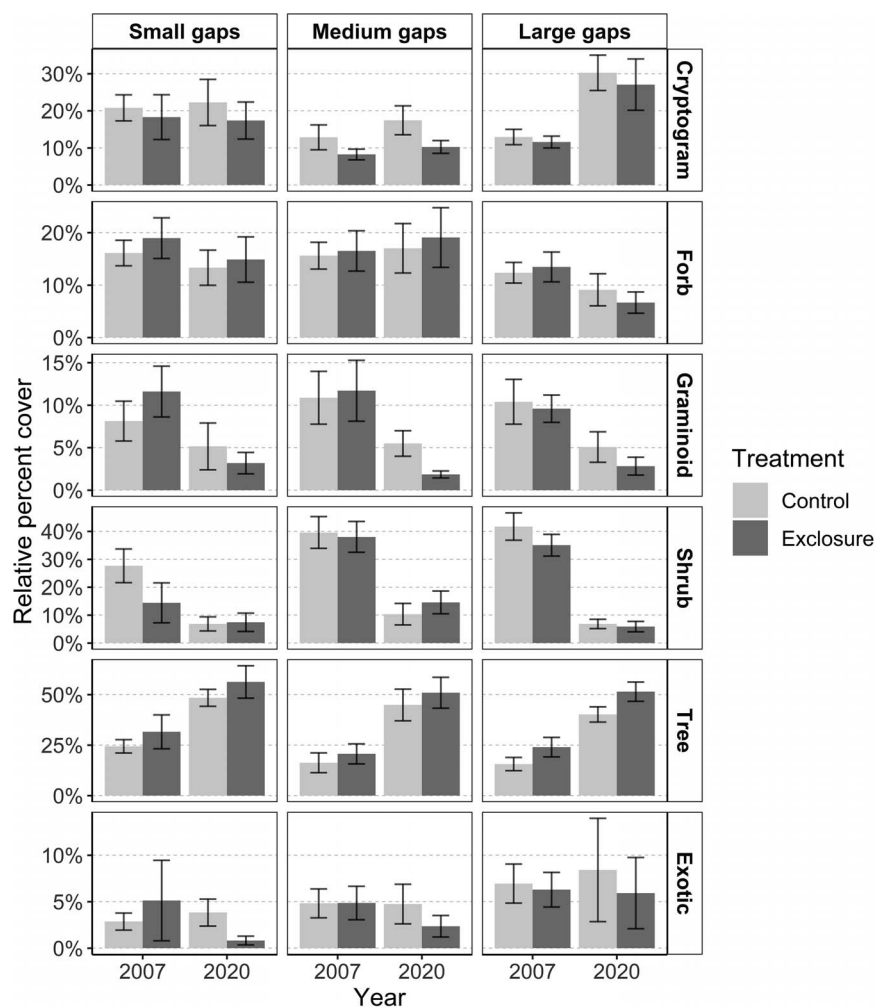 Small gaps Medium gaps Large gaps
30%
20%
10%
0%
Cryptogram
20%
10%
0%
Forb
15%
10%
5%
0%
Graminoid
40%
30%
20%
10%
0%
Shrub
50%
25%
0%
Tree
10%
5%
0%
Exotic
Relative percent cover
2007 2020 2007 2020 2007 2020
Year
Treatment
Control
Exclosure